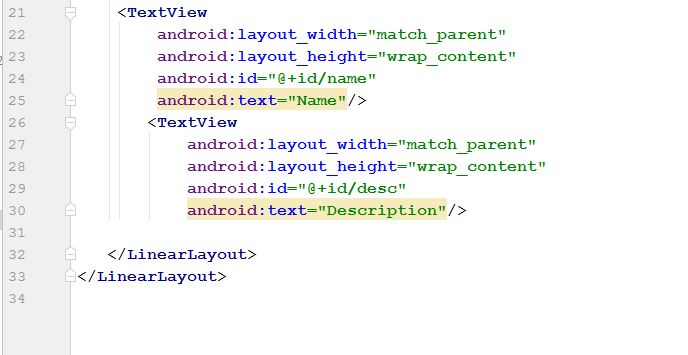 21 <TextView
22 android:layout_width="match_parent"
23 android:layout_height="wrap_content"
24 android:id="@+id/name"
25 android:text="Name"/>
26 <TextView
27 android:layout_width="match_parent"
28 android:layout_height="wrap_content"
29 android:id="@+id/desc"
30 android:text="Description"/>
31
32 </LinearLayout>
33 </LinearLayout>
34